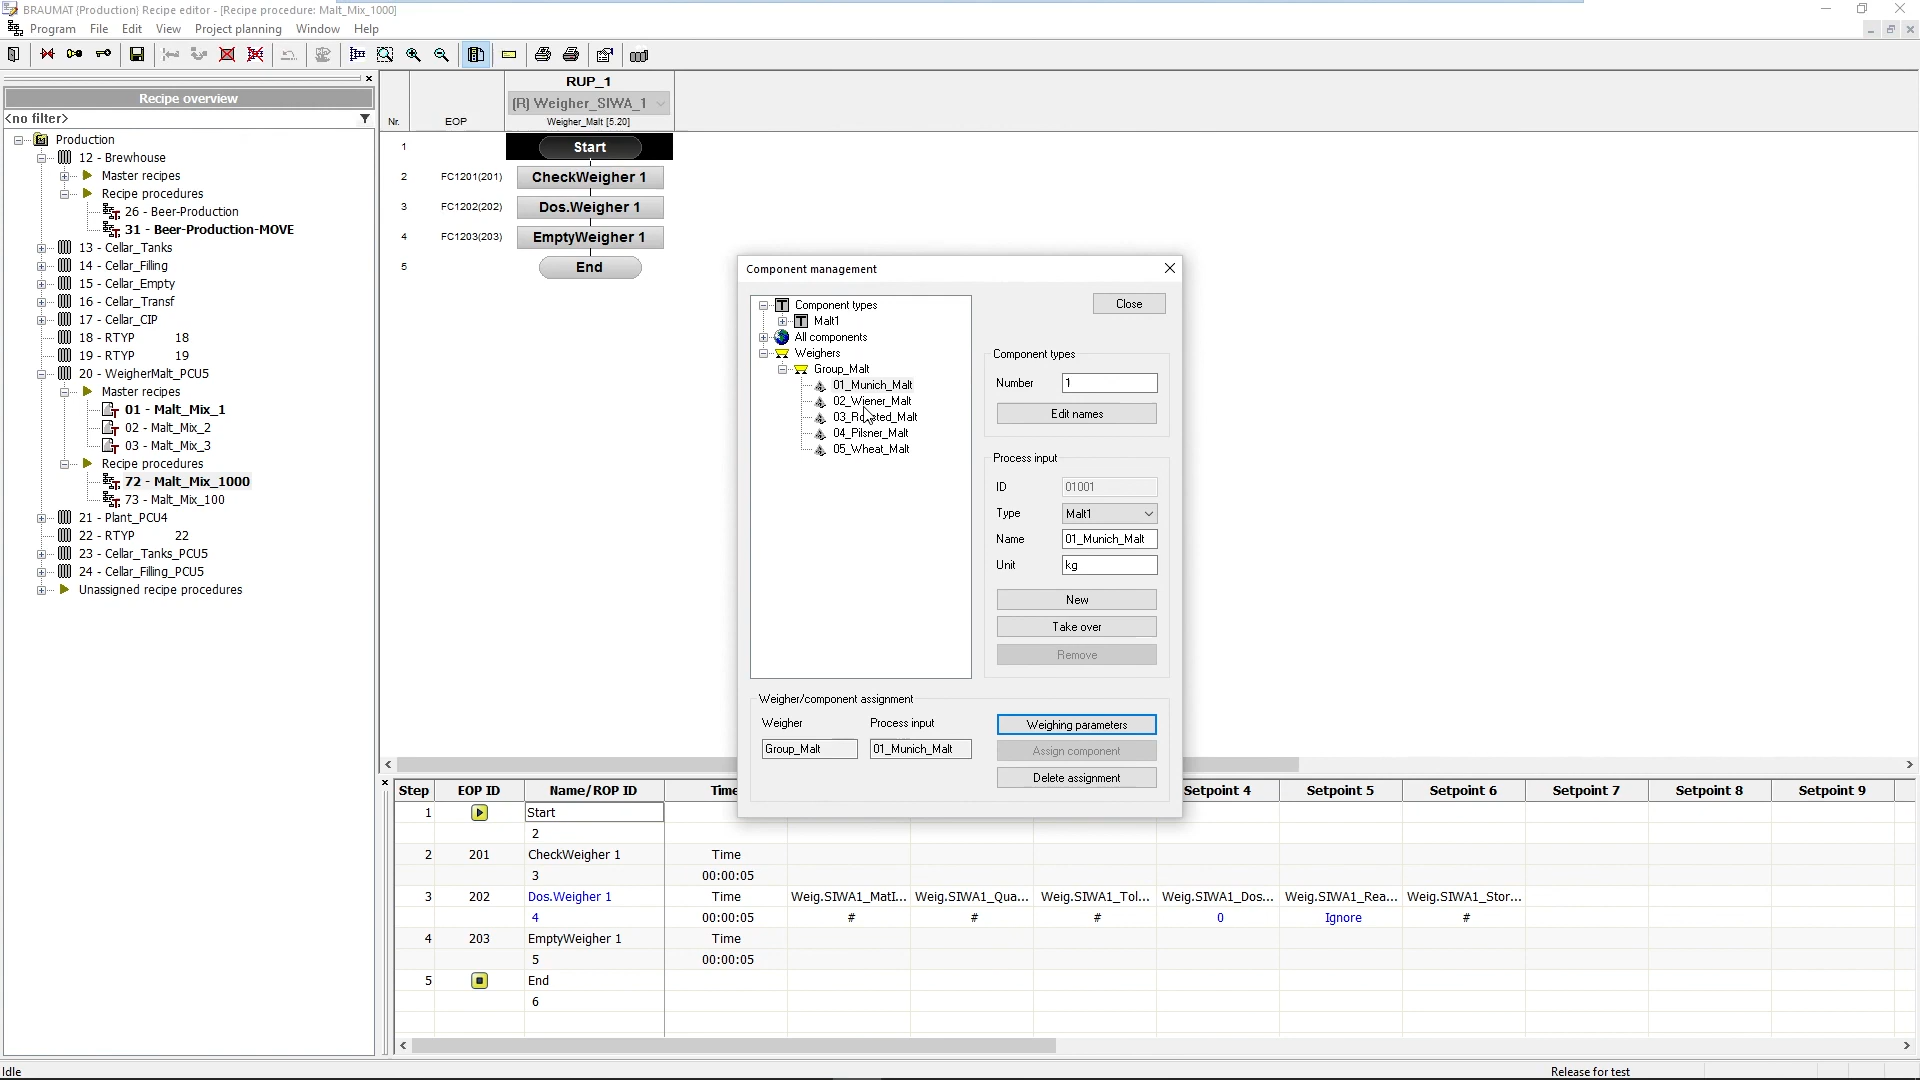 BRAUMAT (Production) Recipe editor - [Recipe procedure: Malt_Mix_1000]
Program File Edit View Project planning Window Help
Recipe overview
<no filter>
Production
12 - Brewhouse
Master recipes
Recipe procedures
26 - Beer-Production
31 - Beer-Production-MOVE
13 - Cellar_Tanks
14 - Cellar_Filling
15 - Cellar_Empty
16 - Cellar_Transf
17 - Cellar_CIP
18 - RTYP 18
19 - RTYP 19
20 - WeigherMalt_PCU5
Master recipes
01 - Malt_Mix_1
02 - Malt_Mix_2
03 - Malt_Mix_3
Recipe procedures
72 - Malt_Mix_1000
73 - Malt_Mix_100
21 - Plant_PCU4
22 - RTYP 22
23 - Cellar_Tanks_PCU5
24 - Cellar_Filling_PCU5
Unassigned recipe procedures
RUP_1
(R) Weigher_SIWA_1
Nr. EOP Weigher_Malt [5.20]
1 Start
2 FC1201(201) CheckWeigher 1
3 FC1202(202) Dos.Weigher 1
4 FC1203(203) EmptyWeigher 1
5 End
Component management
Component types
Malt1
All components
Weighers
Group_Malt
01_Munich_Malt
02_Wiener_Malt
04_Pilsner_Malt
05_Wheat_Malt
Close
Component types
Number 1
Edit names
Process input
ID 01001
Type Malt1
Name 01_Munich_Malt
Unit kg
New
Take over
Remove
Weigher/component assignment
Weigher Process input Weighing parameters
Group_Malt 01_Munich_Malt Assign component
Delete assignment
Step EOP ID Name/ROP ID Time Setpoint 4 Setpoint 5 Setpoint 6 Setpoint 7 Setpoint 8 Setpoint 9
1 Start
2
2 201 CheckWeigher 1 Time
3 00:00:05
3 202 Dos.Weigher 1 Time Weig.SIWA1_MatI... Weig.SIWA1_Qua... Weig.SIWA1_Tol... Weig.SIWA1_Dos... Weig.SIWA1_Rea... Weig.SIWA1_Stor...
4 00:00:05 # # # 0 Ignore #
4 203 EmptyWeigher 1 Time
5 00:00:05
5 End
6
Idle Release for test